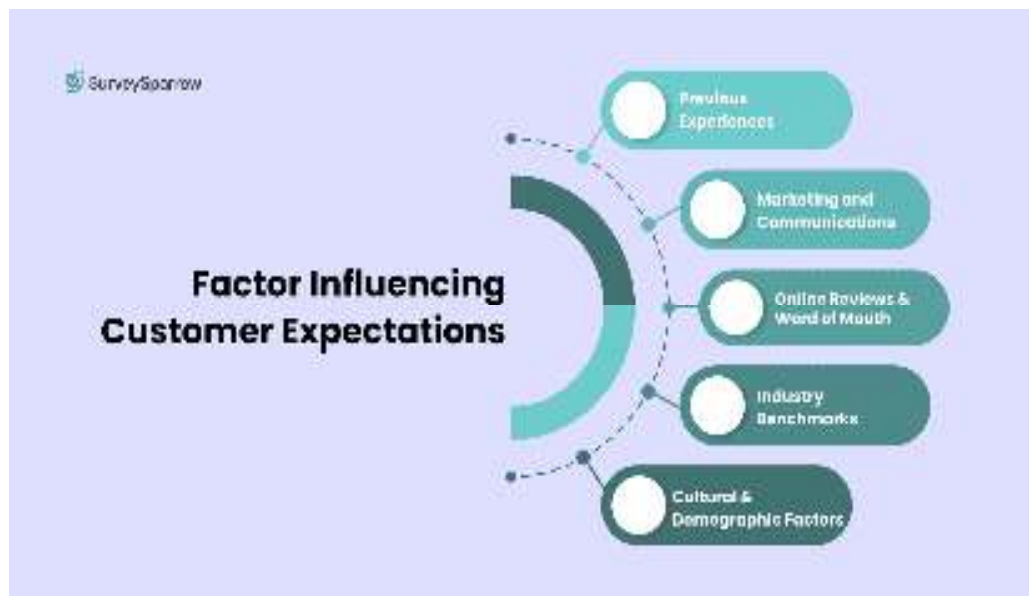 SurveySparrow
Factor Influencing
Customer Expectations
Previous
Experiences
Marketing and
Communications
Online Reviews &
Word of Mouth
Industry
Benchmarks
Cultural &
Demographic Factors